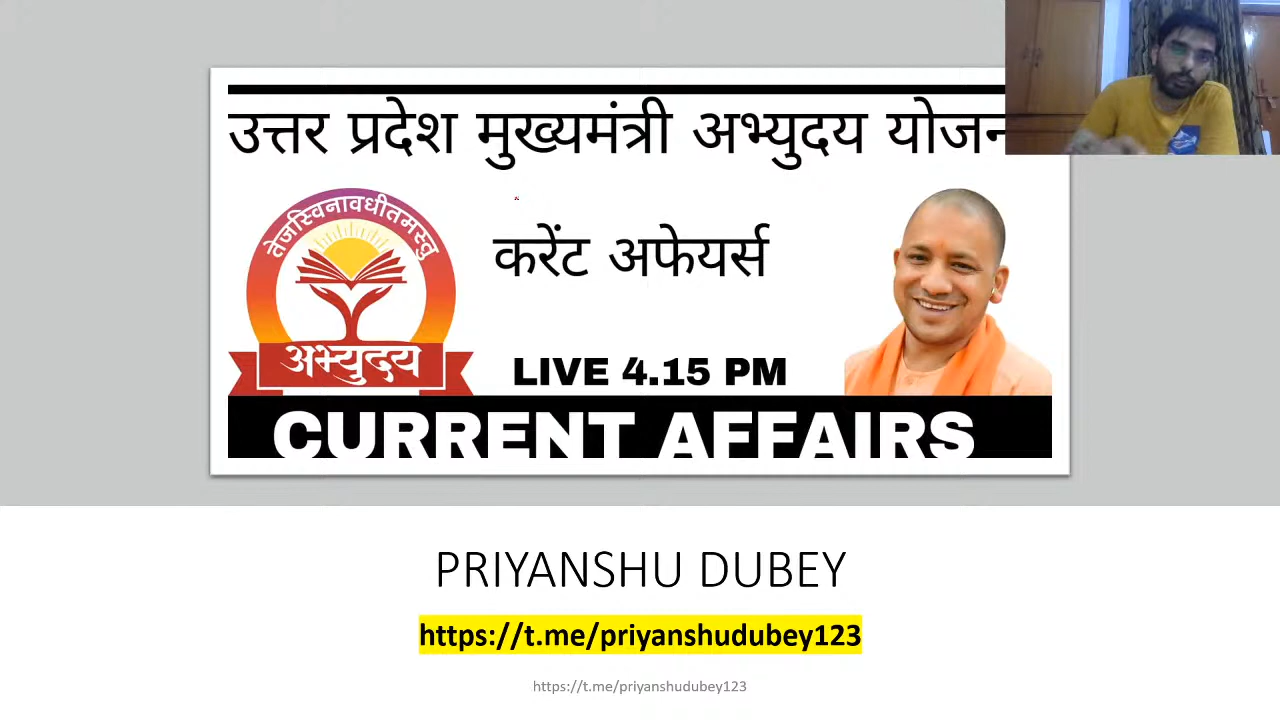 उत्तर प्रदेश मुख्यमंत्री अभ्युदय
तेजस्विनावधीतमस्तु
करेंट अफेयर्स
अभ्युदय
LIVE 4.15 PM
CURRENT AFFAIRS
PRIYANSHU DUBEY
https://t.me/priyanshudubey123
https://t.me/priyanshudubey123